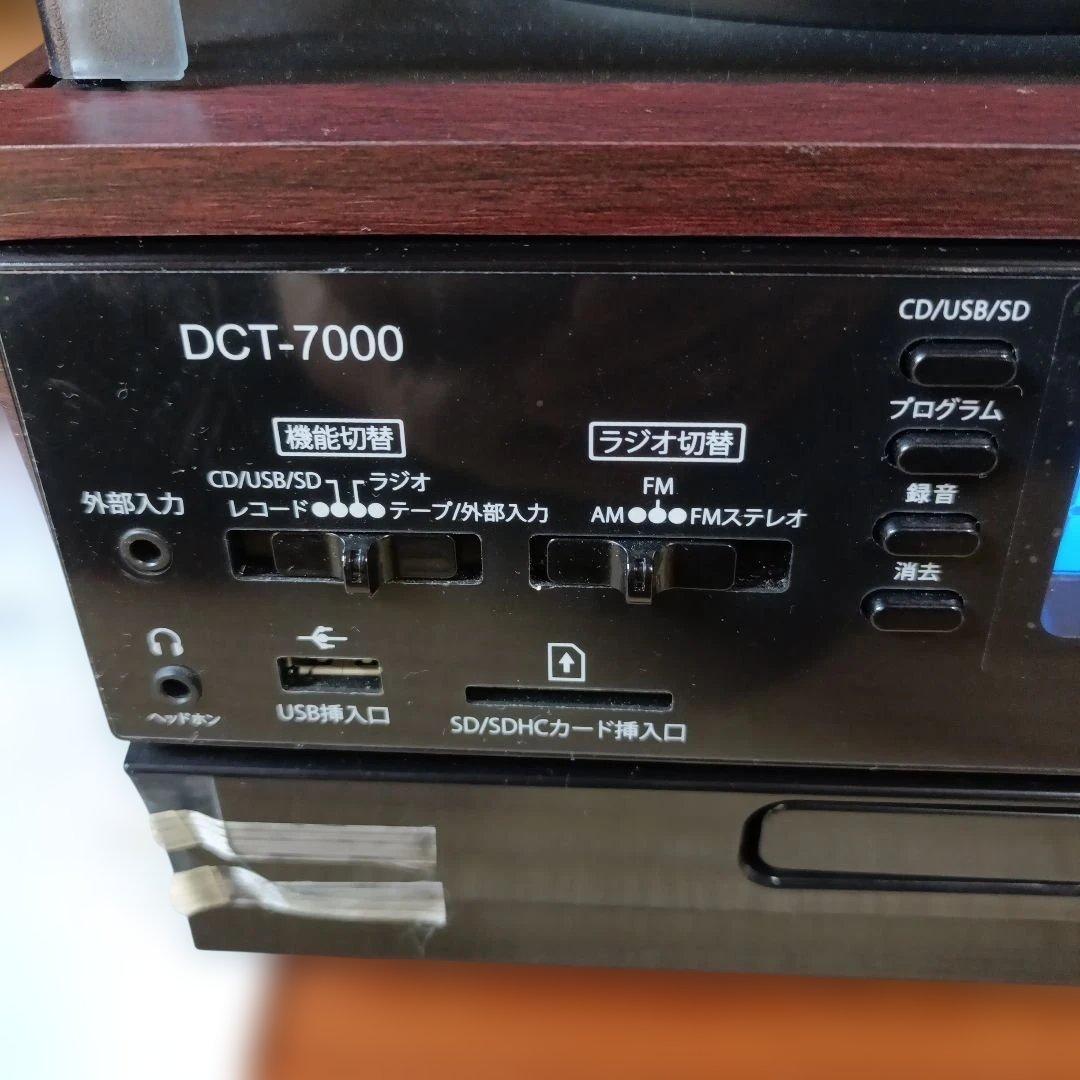 DCT-7000
機能切替
CD/USB/SD
ラジオ
レコード
テープ/外部入力
外部入力
ラジオ切替
FM
AM
FMステレオ
CD/USB/SD
プログラム
録音
消去
ヘッドホン
USB挿入口
SD/SDHCカード挿入口